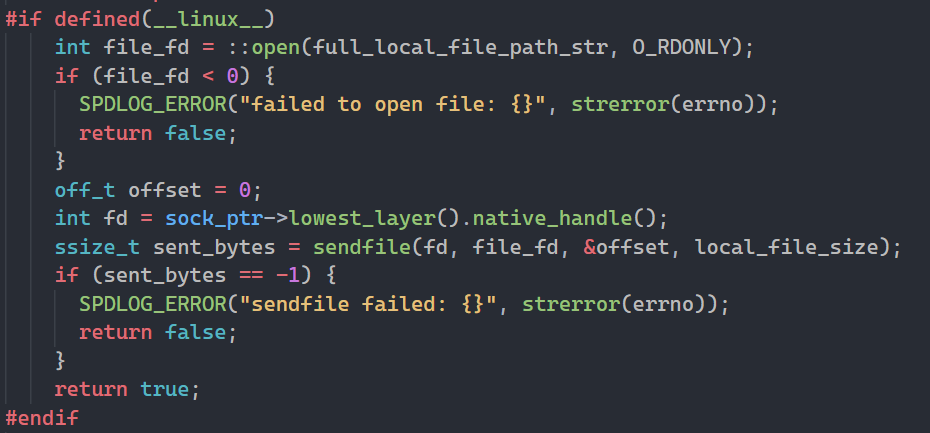 #if defined(__linux__)
    int file_fd = ::open(full_local_file_path_str, O_RDONLY);
    if (file_fd < 0) {
      SPDLOG_ERROR("failed to open file: {}", strerror(errno));
      return false;
    }
    off_t offset = 0;
    int fd = sock_ptr->lowest_layer().native_handle();
    ssize_t sent_bytes = sendfile(fd, file_fd, &offset, local_file_size);
    if (sent_bytes == -1) {
      SPDLOG_ERROR("sendfile failed: {}", strerror(errno));
      return false;
    }
    return true;
#endif